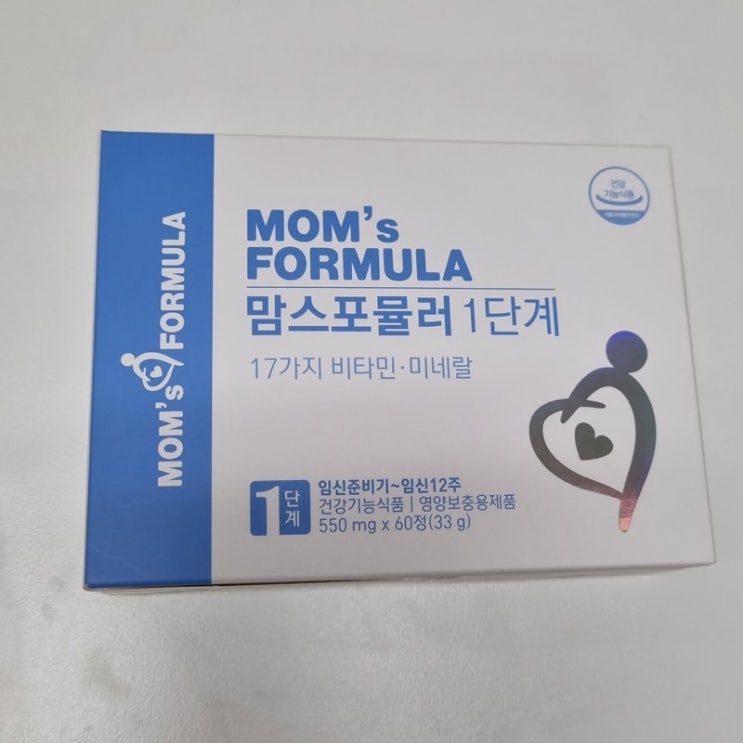 MOM's FORMULA
MOM's
FORMULA
맘스포뮬러 1단계
17가지 비타민·미네랄
건강
기능식품
1단계
임신준비기~임신12주
건강기능식품 | 영양보충용제품
550 mg x 60정(33 g)